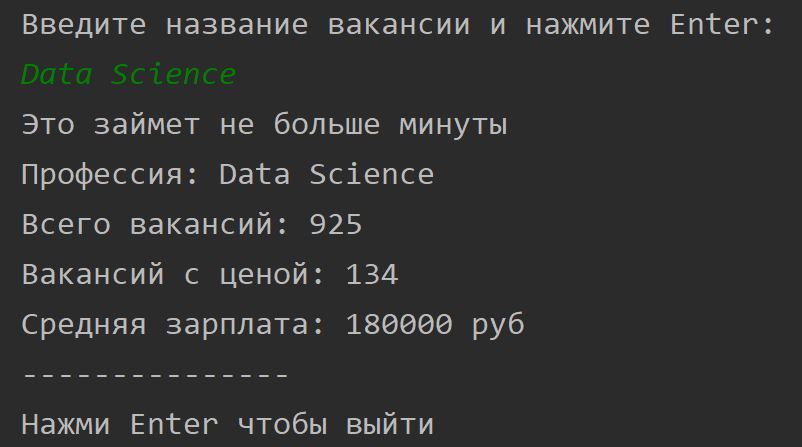 Введите название вакансии и нажмите Enter:
Data Science
Это займет не больше минуты
Профессия: Data Science
Всего вакансий: 925
Вакансий с ценой: 134
Средняя зарплата: 180000 руб
---------------
Нажми Enter чтобы выйти